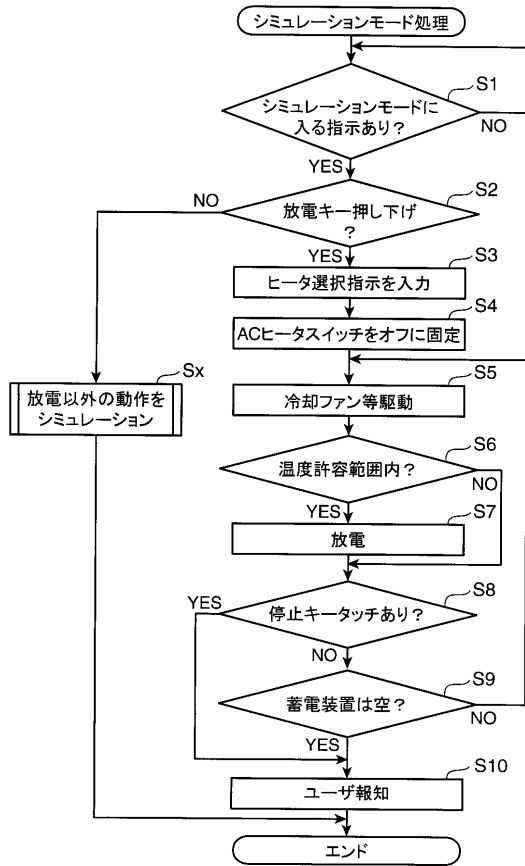 シミュレーションモード処理
S1
シミュレーションモードに
入る指示あり?
NO
YES
S2
NO
放電キー押し下げ
?
YES
S3
ヒータ選択指示を入力
S4
ACヒータスイッチをオフに固定
Sx
放電以外の動作を
シミュレーション
S5
冷却ファン等駆動
S6
温度許容範囲内?
NO
YES
S7
放電
S8
YES
停止キータッチあり?
NO
S9
蓄電装置は空?
NO
YES
S10
ユーザ報知
エンド